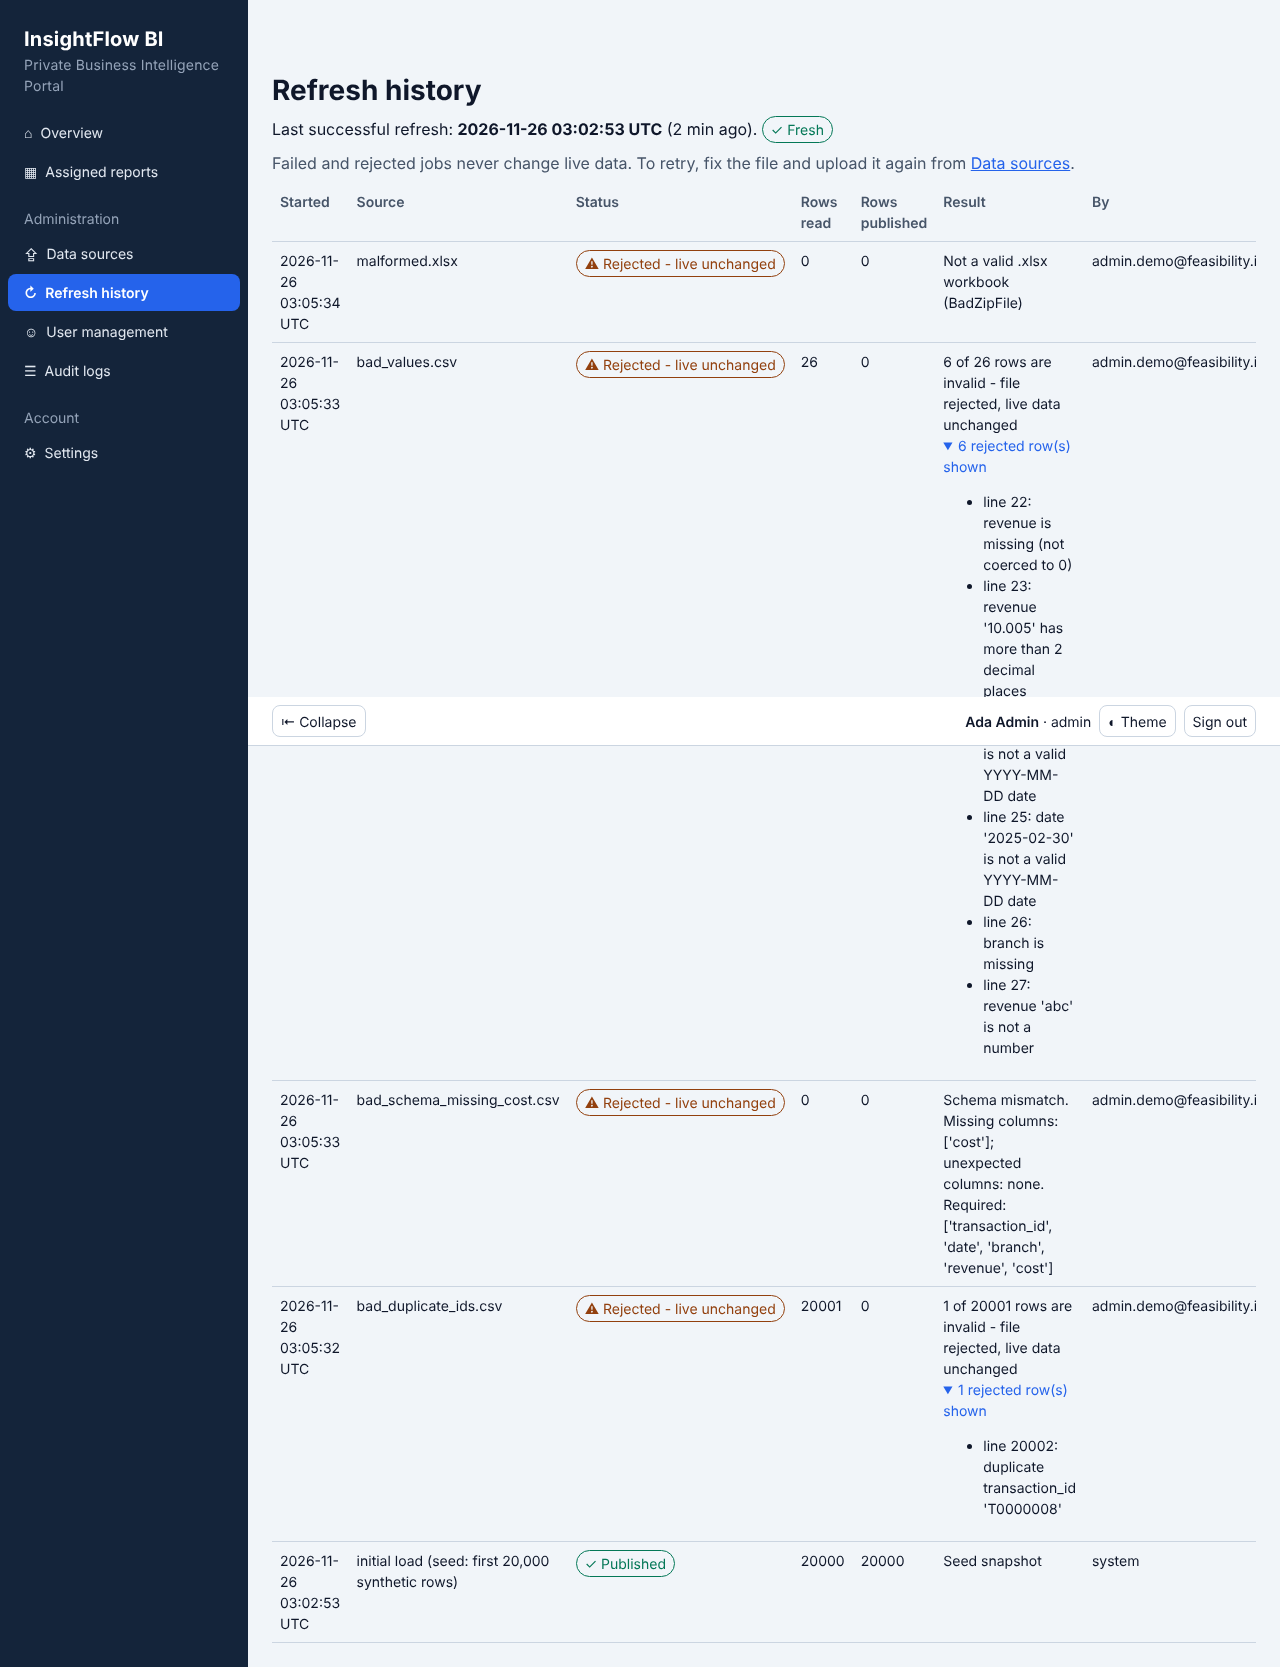 InsightFlow BI
Private Business Intelligence
Portal
Overview
Assigned reports
Administration
Data sources
Refresh history
User management
Audit logs
Account
Settings
Refresh history
Last successful refresh: 2026-11-26 03:02:53 UTC (2 min ago). ✓ Fresh
Failed and rejected jobs never change live data. To retry, fix the file and upload it again from Data sources.
Started Source Status Rows read Rows published Result By
2026-11-
26
03:05:34
UTC
malformed.xlsx
Rejected - live unchanged
0
0
Not a valid .xlsx
workbook
(BadZipFile)
admin.demo@feasibility.i
2026-11-
26
03:05:33
UTC
bad_values.csv
Rejected - live unchanged
26
0
6 of 26 rows are
invalid - file
rejected, live data
unchanged
▼ 6 rejected row(s)
shown
• line 22:
revenue is
missing (not
coerced to 0)
• line 23:
revenue
'10.005' has
more than 2
decimal
places
admin.demo@feasibility.i
⇤ Collapse
Ada Admin · admin
Theme
Sign out
is not a valid
YYYY-MM-
DD date
• line 25: date
'2025-02-30'
is not a valid
YYYY-MM-
DD date
• line 26:
branch is
missing
• line 27:
revenue 'abc'
is not a
number
2026-11-
26
03:05:33
UTC
bad_schema_missing_cost.csv
Rejected - live unchanged
0
0
Schema mismatch.
Missing columns:
['cost'];
unexpected
columns: none.
Required:
['transaction_id',
'date', 'branch',
'revenue', 'cost']
admin.demo@feasibility.i
2026-11-
26
03:05:32
UTC
bad_duplicate_ids.csv
Rejected - live unchanged
20001
0
1 of 20001 rows are
invalid - file
rejected, live data
unchanged
▼ 1 rejected row(s)
shown
• line 20002:
duplicate
transaction_id
'T0000008'
admin.demo@feasibility.i
2026-11-
26
03:02:53
UTC
initial load (seed: first 20,000
synthetic rows)
✓ Published
20000
20000
Seed snapshot
system